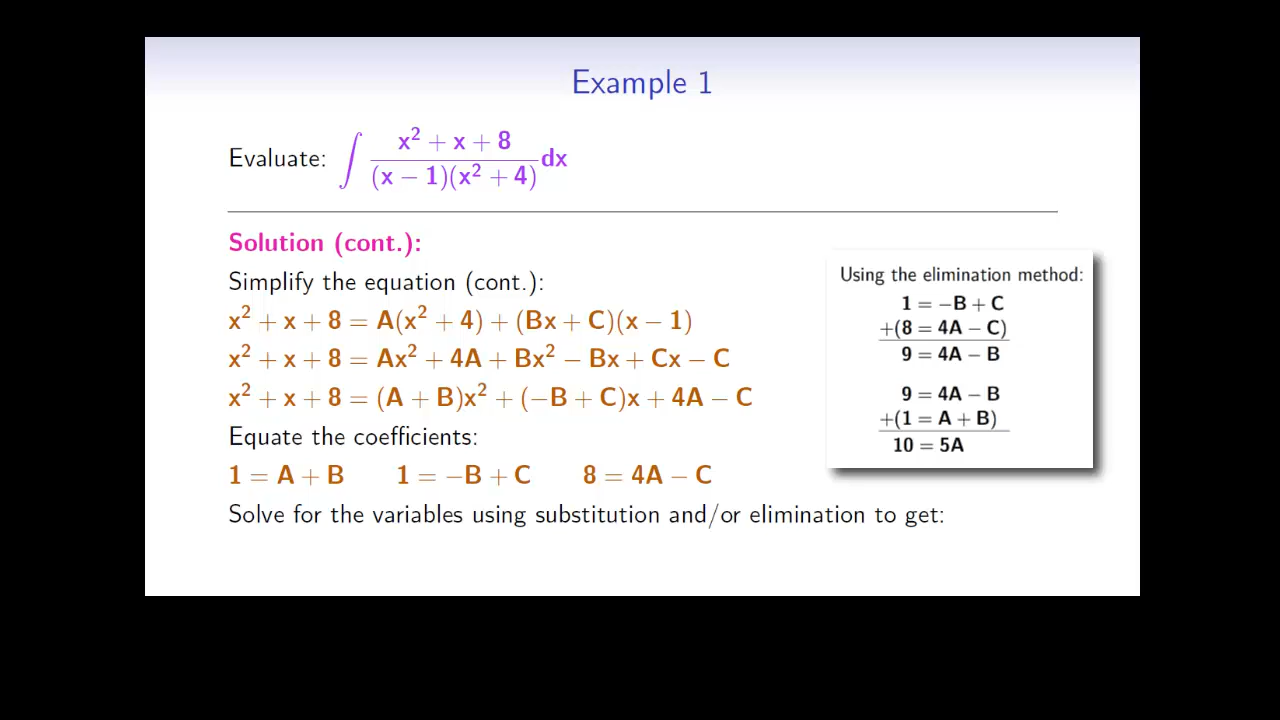 Example 1
Evaluate: ∫ x² + x + 8 / (x − 1)(x² + 4) dx
Solution (cont.):
Simplify the equation (cont.):
x² + x + 8 = A(x² + 4) + (Bx + C)(x − 1)
x² + x + 8 = Ax² + 4A + Bx² − Bx + Cx − C
x² + x + 8 = (A + B)x² + (−B + C)x + 4A − C
Equate the coefficients:
1 = A + B 1 = −B + C 8 = 4A − C
Solve for the variables using substitution and/or elimination to get:
Using the elimination method:
1 = −B + C
+(8 = 4A − C)
9 = 4A − B
9 = 4A − B
+(1 = A + B)
10 = 5A